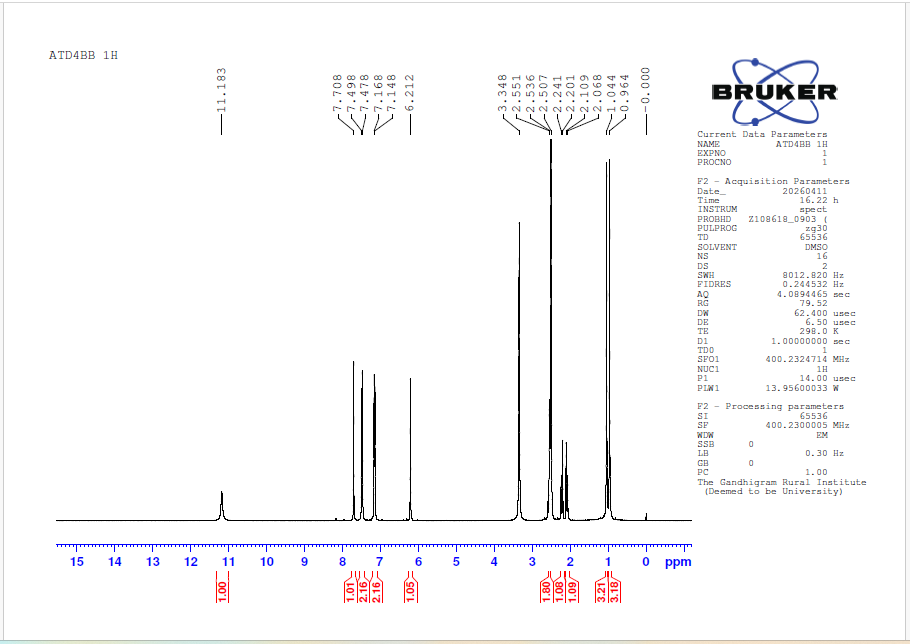 ATD4BB 1H
11.183
7.708
7.498
7.478
7.168
7.148
6.212
3.348
2.551
2.536
2.507
2.241
2.201
2.109
2.068
1.044
0.964
-0.000
BRUKER
Current Data Parameters
NAME ATD4BB 1H
EXPNO 1
PROCNO 1
F2 - Acquisition Parameters
Date_ 20260411
Time 16.22 h
INSTRUM spect
PROBHD Z108618_0903 (
PULPROG zg30
TD 65536
SOLVENT DMSO
NS 16
DS 2
SWH 8012.820 Hz
FIDRES 0.244532 Hz
AQ 4.0894465 sec
RG 79.52
DW 62.400 usec
DE 6.50 usec
TE 298.0 K
D1 1.00000000 sec
TD0 1
SFO1 400.2324714 MHz
NUC1 1H
P1 14.00 usec
PLW1 13.95600033 W
F2 - Processing parameters
SI 65536
SF 400.2300005 MHz
WDW EM
SSB 0
LB 0.30 Hz
GB 0
PC 1.00
The Gandhigram Rural Institute
(Deemed to be University)
15 14 13 12 11 10 9 8 7 6 5 4 3 2 1 0 ppm
1.00
1.01
2.16
2.16
1.05
1.80
1.08
1.09
3.21
3.18